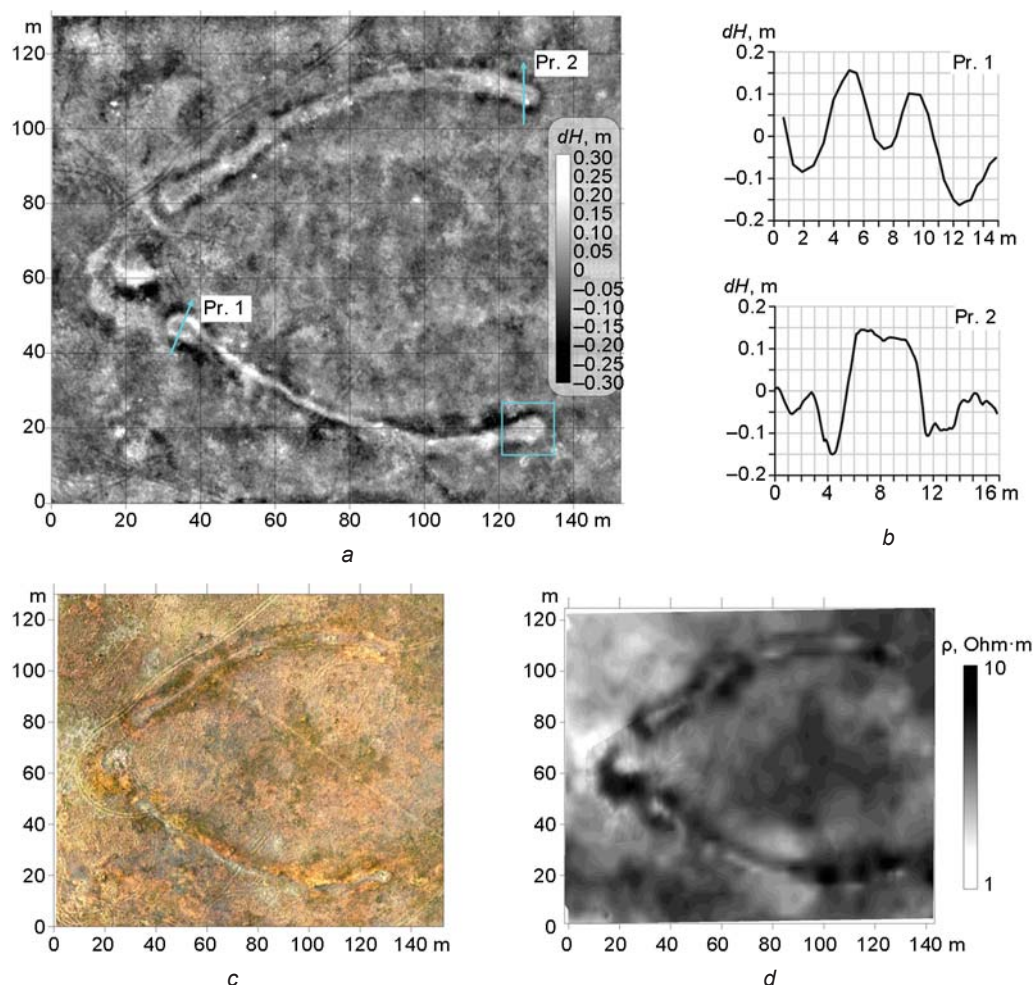 m
120
100
80
60
40
20
0
0 20 40 60 80 100 120 140 m
Pr. 2
Pr. 1
dH, m
0.30
0.25
0.20
0.15
0.10
0.05
0
–0.05
–0.10
–0.15
–0.20
–0.25
–0.30
a
dH, m
Pr. 1
0.2
0.1
0
–0.1
–0.2
0 2 4 6 8 10 12 14 m
dH, m
Pr. 2
0.2
0.1
0
–0.1
–0.2
0 4 8 12 16 m
b
m
120
100
80
60
40
20
0
0 20 40 60 80 100 120 140 m
c
m
120
100
80
60
40
20
0
0 20 40 60 80 100 120 140 m
ρ, Ohm·m
10
1
d